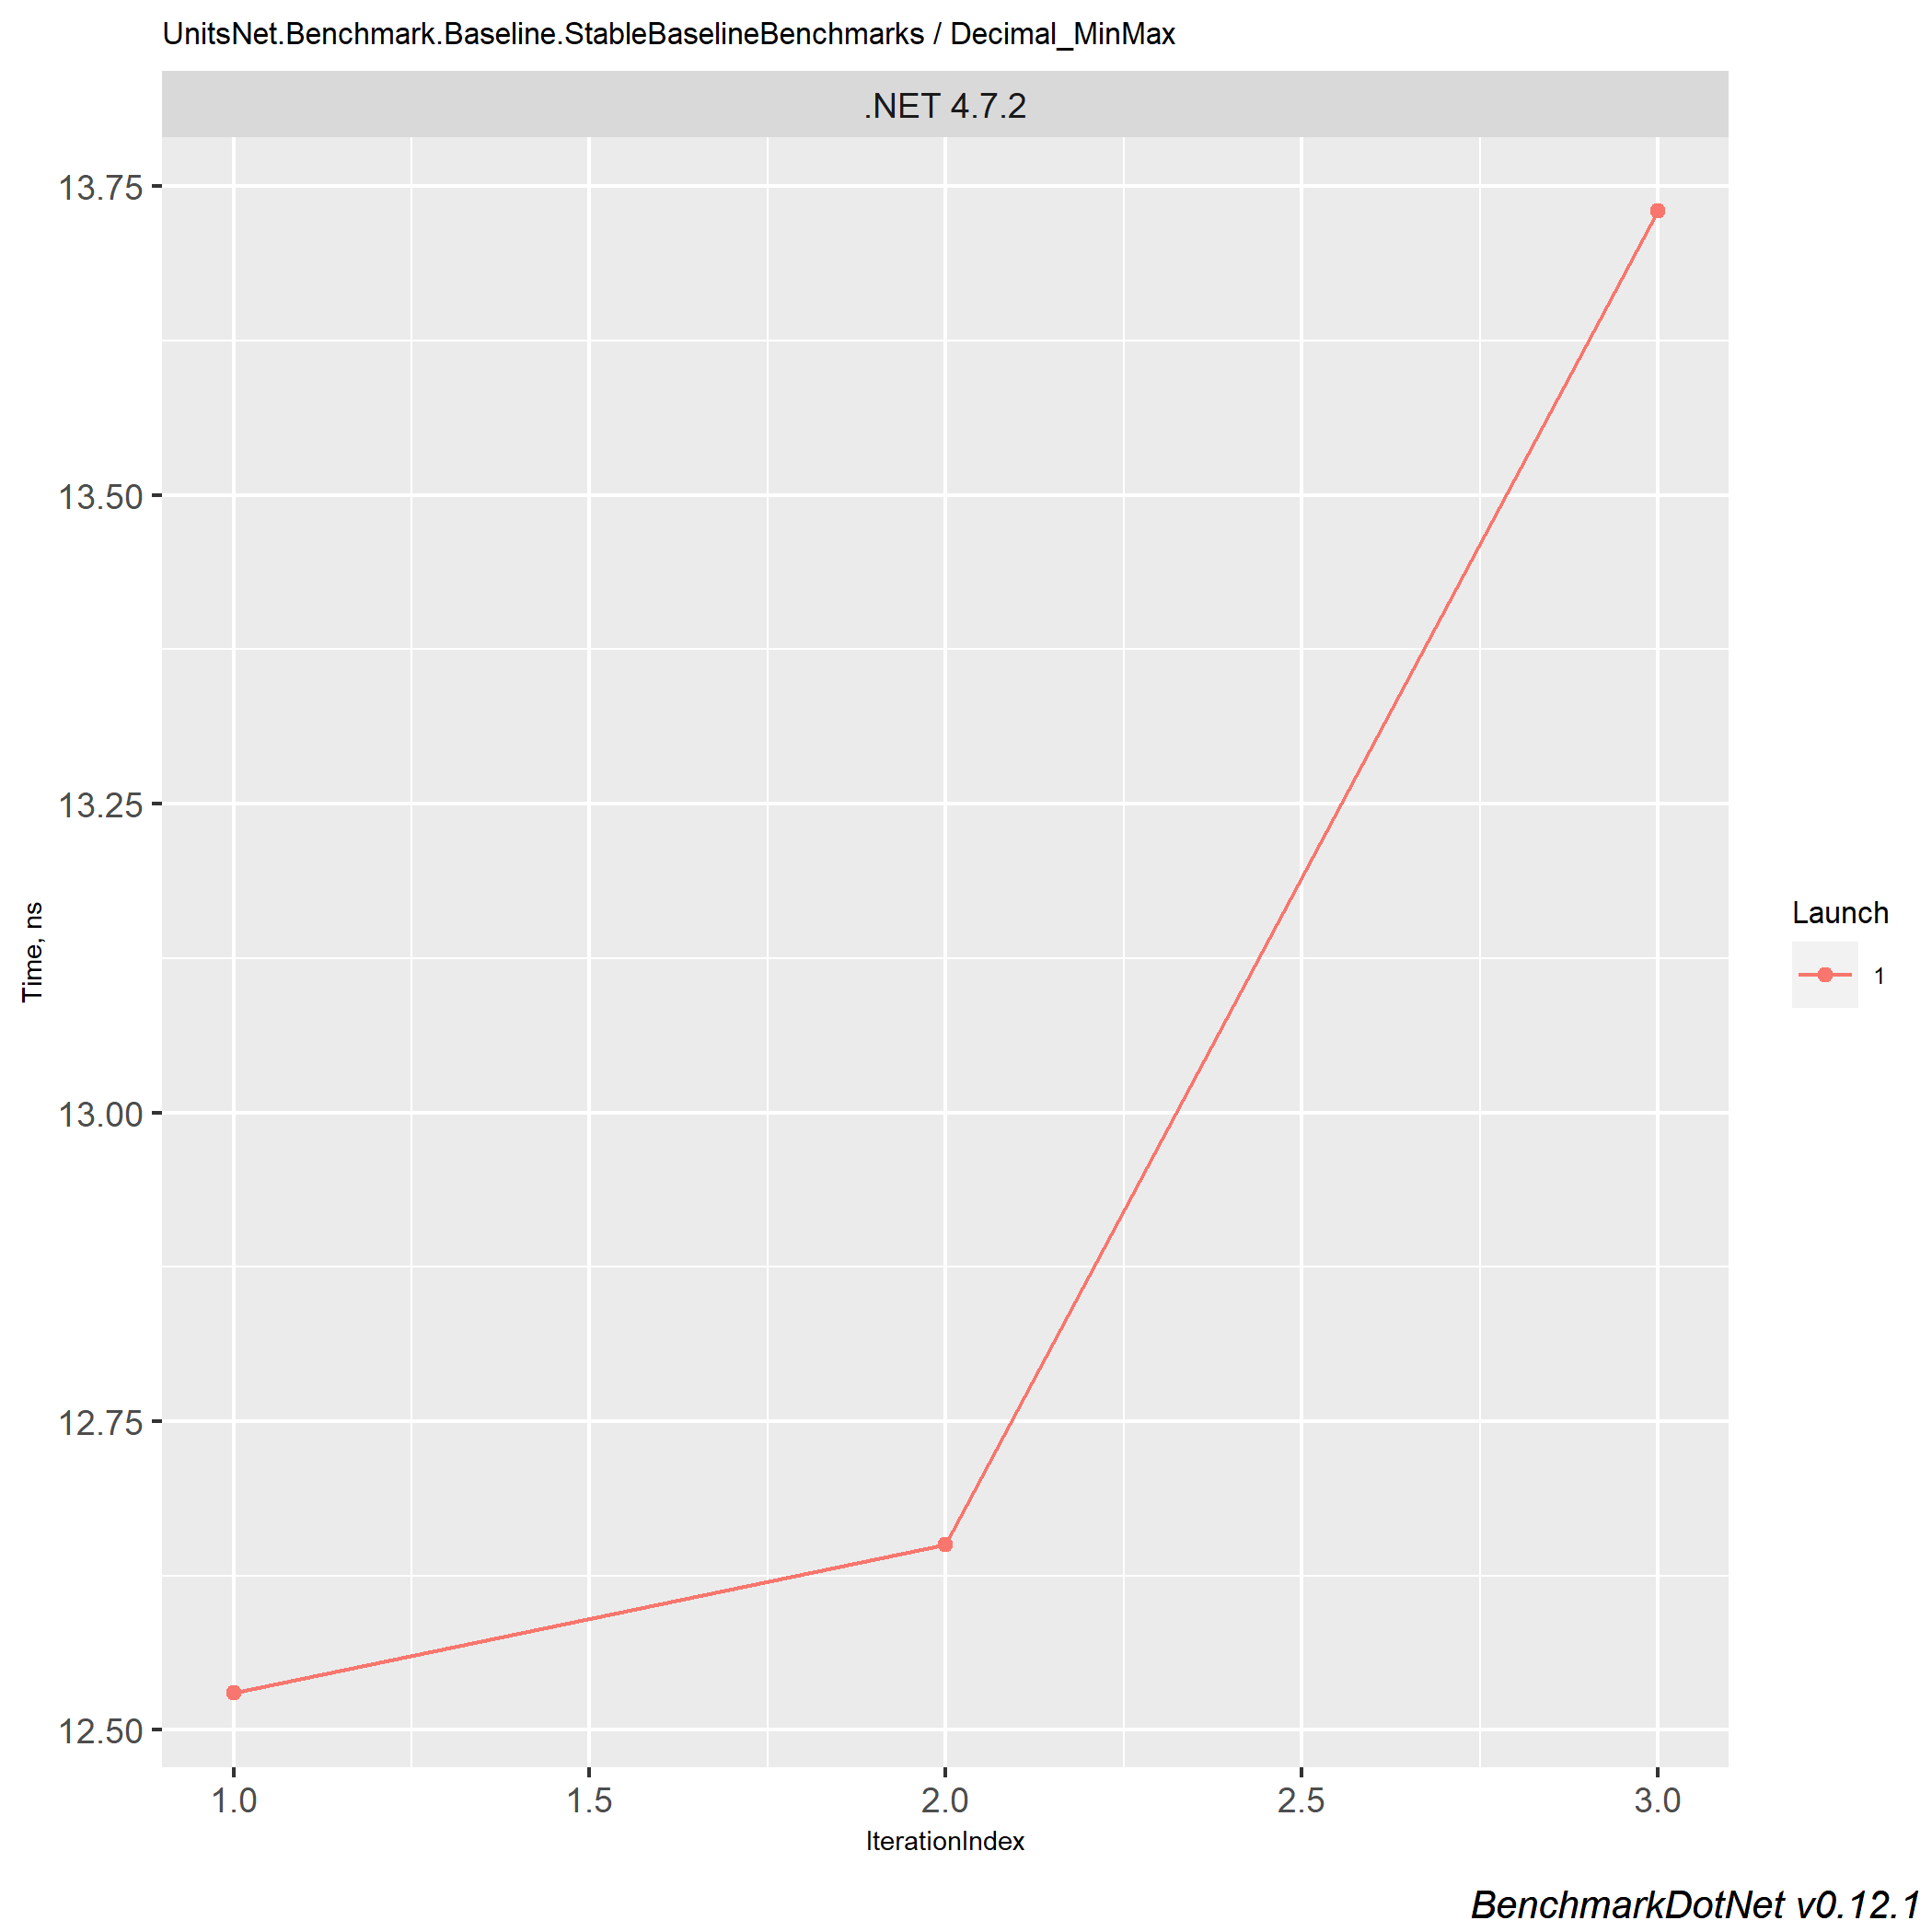 UnitsNet.Benchmark.Baseline.StableBaselineBenchmarks / Decimal_MinMax
.NET 4.7.2
13.75
13.50
13.25
13.00
12.75
12.50
Time, ns
1.0 1.5 2.0 2.5 3.0
IterationIndex
Launch
1
BenchmarkDotNet v0.12.1